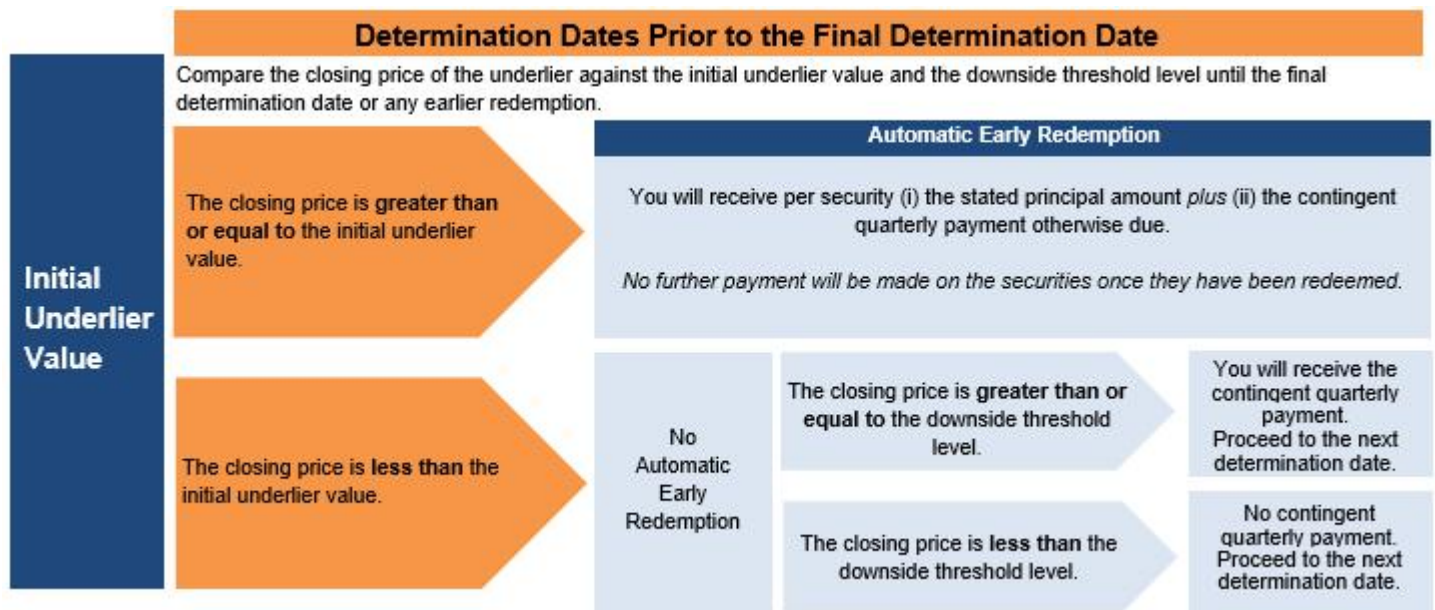 Determination Dates Prior to the Final Determination Date
Compare the closing price of the underlier against the initial underlier value and the downside threshold level until the final
determination date or any earlier redemption.
Initial
Underlier
Value
The closing price is greater than
or equal to the initial underlier
value.
Automatic Early Redemption
You will receive per security (i) the stated principal amount plus (ii) the contingent
quarterly payment otherwise due.
No further payment will be made on the securities once they have been redeemed.
The closing price is less than the
initial underlier value.
No
Automatic
Early
Redemption
The closing price is greater than or
equal to the downside threshold
level.
You will receive the
contingent quarterly
payment.
Proceed to the next
determination date.
The closing price is less than the
downside threshold level.
No contingent
quarterly payment.
Proceed to the next
determination date.